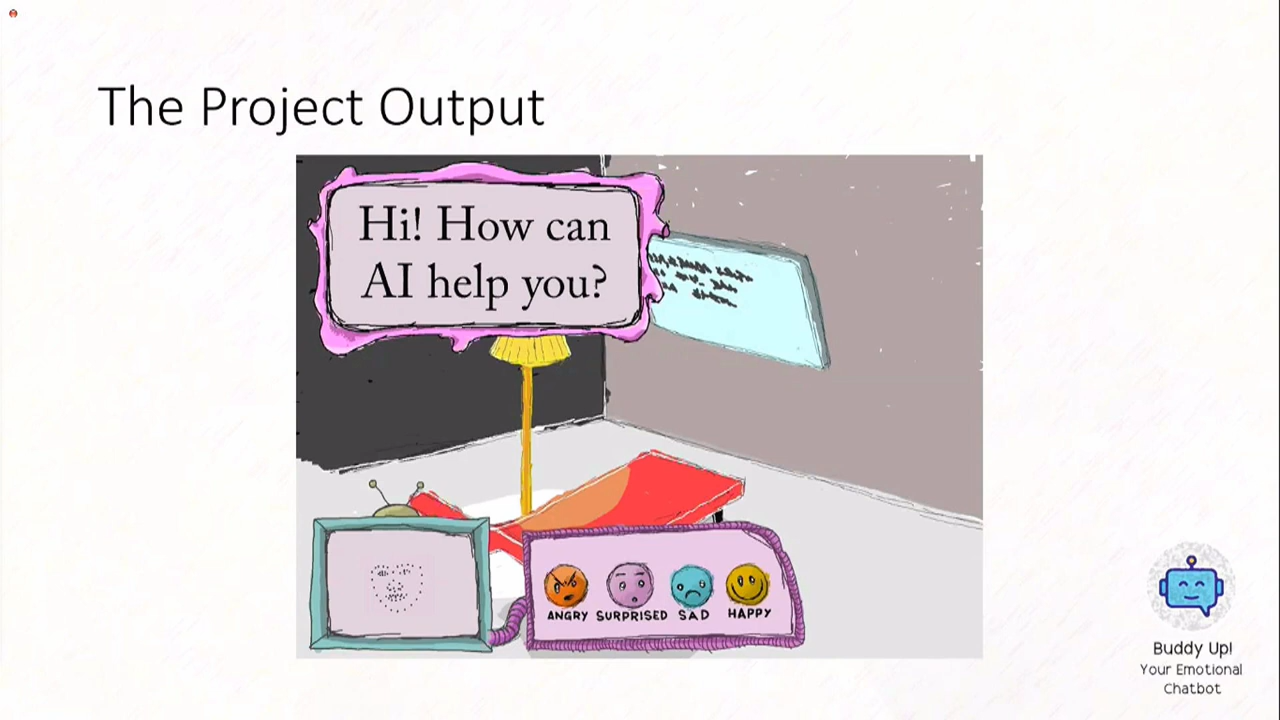 The Project Output
Hi! How can
AI help you?
ANGRY SURPRISED SAD HAPPY
Buddy Up!
Your Emotional
Chatbot